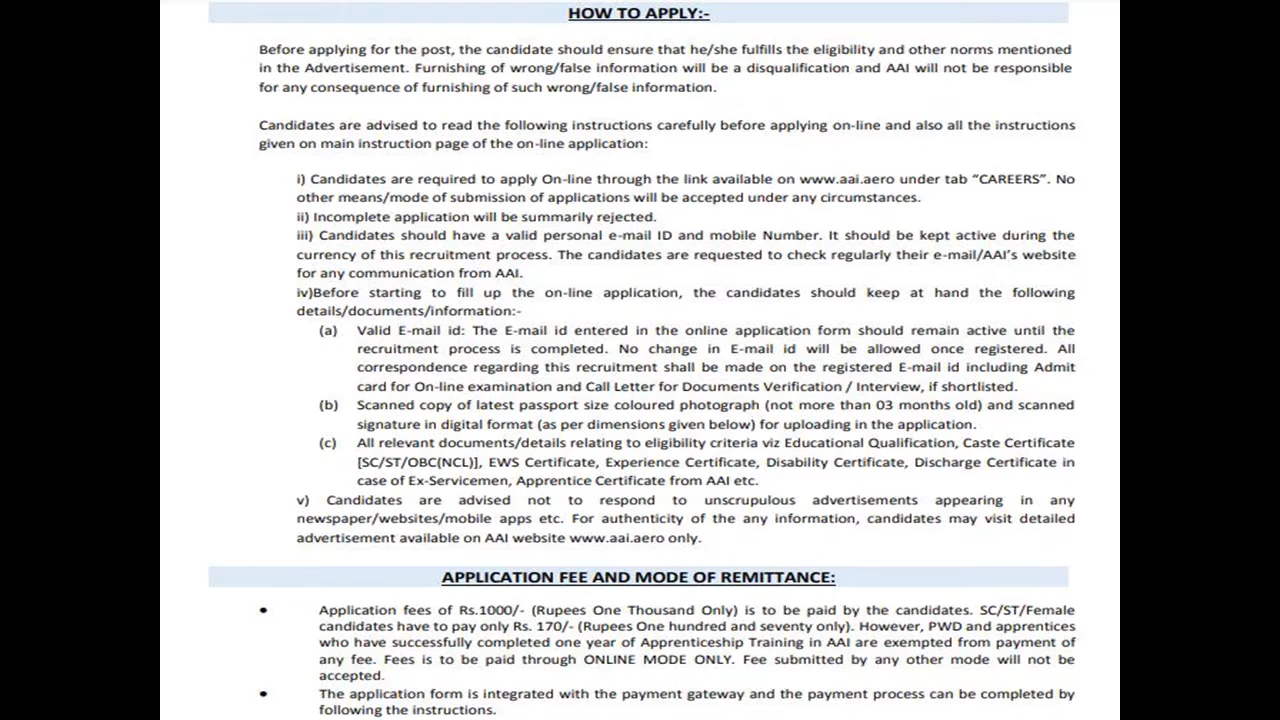 HOW TO APPLY:-
Before applying for the post, the candidate should ensure that he/she fulfills the eligibility and other norms mentioned
in the Advertisement. Furnishing of wrong/false information will be a disqualification and AAI will not be responsible
for any consequence of furnishing of such wrong/false information.
Candidates are advised to read the following instructions carefully before applying on-line and also all the instructions
given on main instruction page of the on-line application:
i) Candidates are required to apply On-line through the link available on www.aai.aero under tab “CAREERS”. No
other means/mode of submission of applications will be accepted under any circumstances.
ii) Incomplete application will be summarily rejected.
iii) Candidates should have a valid personal e-mail ID and mobile Number. It should be kept active during the
currency of this recruitment process. The candidates are requested to check regularly their e-mail/AAI’s website
for any communication from AAI.
iv)Before starting to fill up the on-line application, the candidates should keep at hand the following
details/documents/information:-
(a) Valid E-mail id: The E-mail id entered in the online application form should remain active until the
recruitment process is completed. No change in E-mail id will be allowed once registered. All
correspondence regarding this recruitment shall be made on the registered E-mail id including Admit
card for On-line examination and Call Letter for Documents Verification / Interview, if shortlisted.
(b) Scanned copy of latest passport size coloured photograph (not more than 03 months old) and scanned
signature in digital format (as per dimensions given below) for uploading in the application.
(c) All relevant documents/details relating to eligibility criteria viz Educational Qualification, Caste Certificate
[SC/ST/OBC(NCL)], EWS Certificate, Experience Certificate, Disability Certificate, Discharge Certificate in
case of Ex-Servicemen, Apprentice Certificate from AAI etc.
v) Candidates are advised not to respond to unscrupulous advertisements appearing in any
newspaper/websites/mobile apps etc. For authenticity of the any information, candidates may visit detailed
advertisement available on AAI website www.aai.aero only.
APPLICATION FEE AND MODE OF REMITTANCE:
• Application fees of Rs.1000/- (Rupees One Thousand Only) is to be paid by the candidates. SC/ST/Female
candidates have to pay only Rs. 170/- (Rupees One hundred and seventy only). However, PWD and apprentices
who have successfully completed one year of Apprenticeship Training in AAI are exempted from payment of
any fee. Fees is to be paid through ONLINE MODE ONLY. Fee submitted by any other mode will not be
accepted.
• The application form is integrated with the payment gateway and the payment process can be completed by
following the instructions.